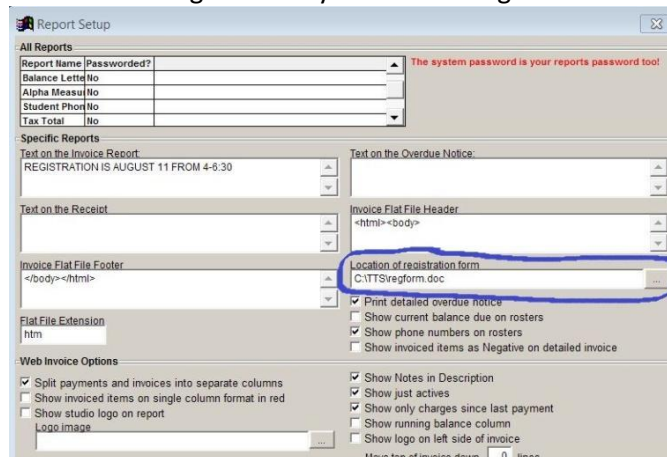 Report Setup
All Reports
Report Name Passworded?
Balance Lette No
Alpha Measu No
Student Phon No
Tax Total No
The system password is your reports password too!
Specific Reports
Text on the Invoice Report:
REGISTRATION IS AUGUST 11 FROM 4-6:30
Text on the Overdue Notice:
Text on the Receipt
Invoice Flat File Header
<html><body>
Invoice Flat File Footer
</body></html>
Location of registration form
C:\TTS\regform.doc
...
Print detailed overdue notice
Show current balance due on rosters
Show phone numbers on rosters
Show invoiced items as Negative on detailed invoice
Flat File Extension
htm
Web Invoice Options
Split payments and invoices into separate columns
Show invoiced items on single column format in red
Show studio logo on report
Logo image
...
Show Notes in Description
Show just actives
Show only charges since last payment
Show running balance column
Show logo on left side of invoice
Move top of invoice down 0 lines